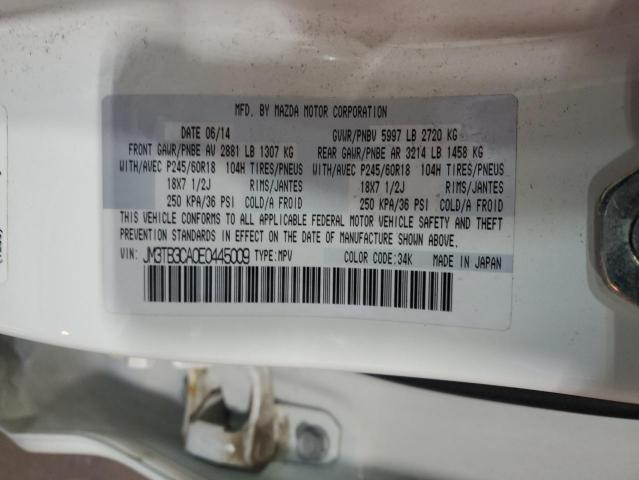 MFD. BY MAZDA MOTOR CORPORATION
DATE 06/14 GVWR/PNBV 5997 LB 2720 KG
FRONT GAWR/PNBE AV 2881 LB 1307 KG REAR GAWR/PNBE AR 3214 LB 1458 KG
WITH/AVEC P245/60R18 104H TIRES/PNEUS WITH/AVEC P245/60R18 104H TIRES/PNEUS
18X7 1/2J RIMS/JANTES 18X7 1/2J RIMS/JANTES
250 KPA/36 PSI COLD/A FROID 250 KPA/36 PSI COLD/A FROID
THIS VEHICLE CONFORMS TO ALL APPLICABLE FEDERAL MOTOR VEHICLE SAFETY AND THEFT
PREVENTION STANDARDS IN EFFECT ON THE DATE OF MANUFACTURE SHOWN ABOVE.
VIN: JM3TB3CA0E0445009 TYPE:MPV COLOR CODE:34K MADE IN JAPAN